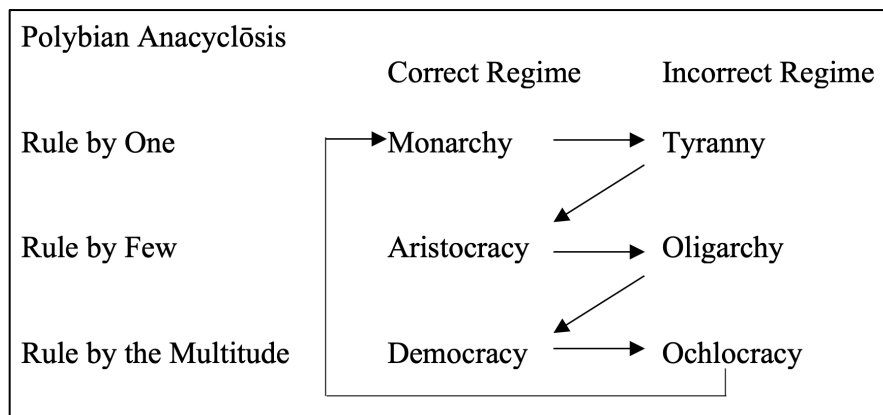 Polybian Anacyclōsis
Correct Regime Incorrect Regime
Rule by One Monarchy Tyranny
Rule by Few Aristocracy Oligarchy
Rule by the Multitude Democracy Ochlocracy